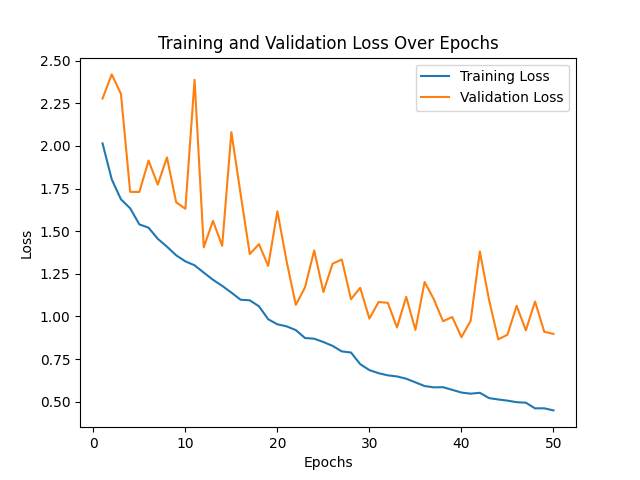 Training and Validation Loss Over Epochs
2.50
2.25
2.00
1.75
1.50
1.25
1.00
0.75
0.50
Loss
Training Loss
Validation Loss
0 10 20 30 40 50
Epochs